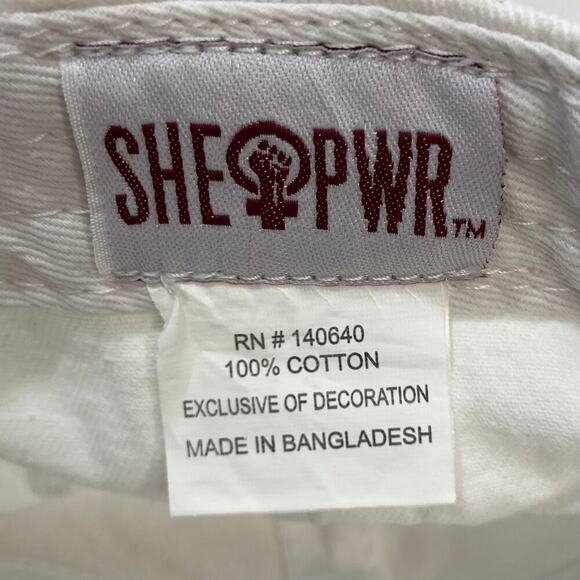 SHE PWR™
RN # 140640
100% COTTON
EXCLUSIVE OF DECORATION
MADE IN BANGLADESH